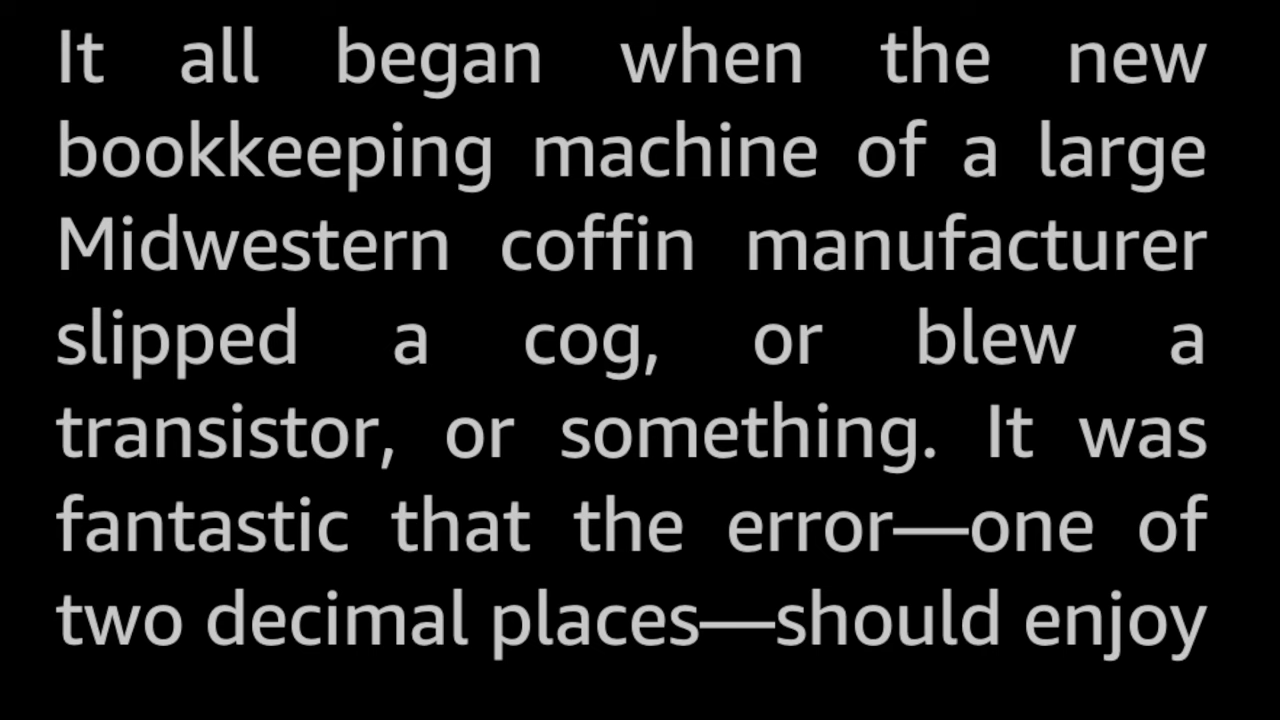 It all began when the new
bookkeeping machine of a large
Midwestern coffin manufacturer
slipped a cog, or blew a
transistor, or something. It was
fantastic that the error—one of
two decimal places—should enjoy